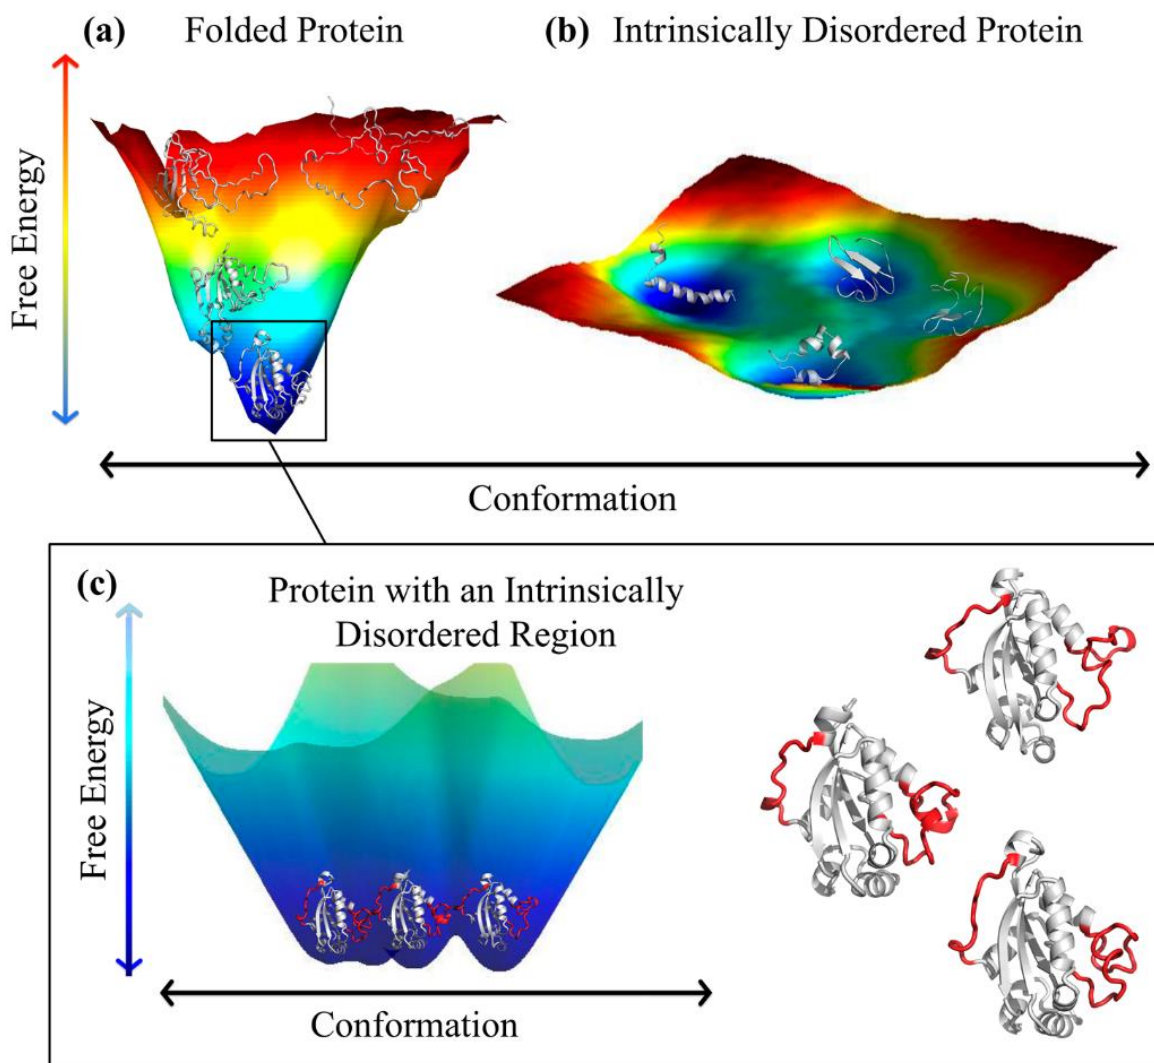 (a) Folded Protein
(b) Intrinsically Disordered Protein
Free Energy
Conformation
(c) Protein with an Intrinsically
Disordered Region
Free Energy
Conformation